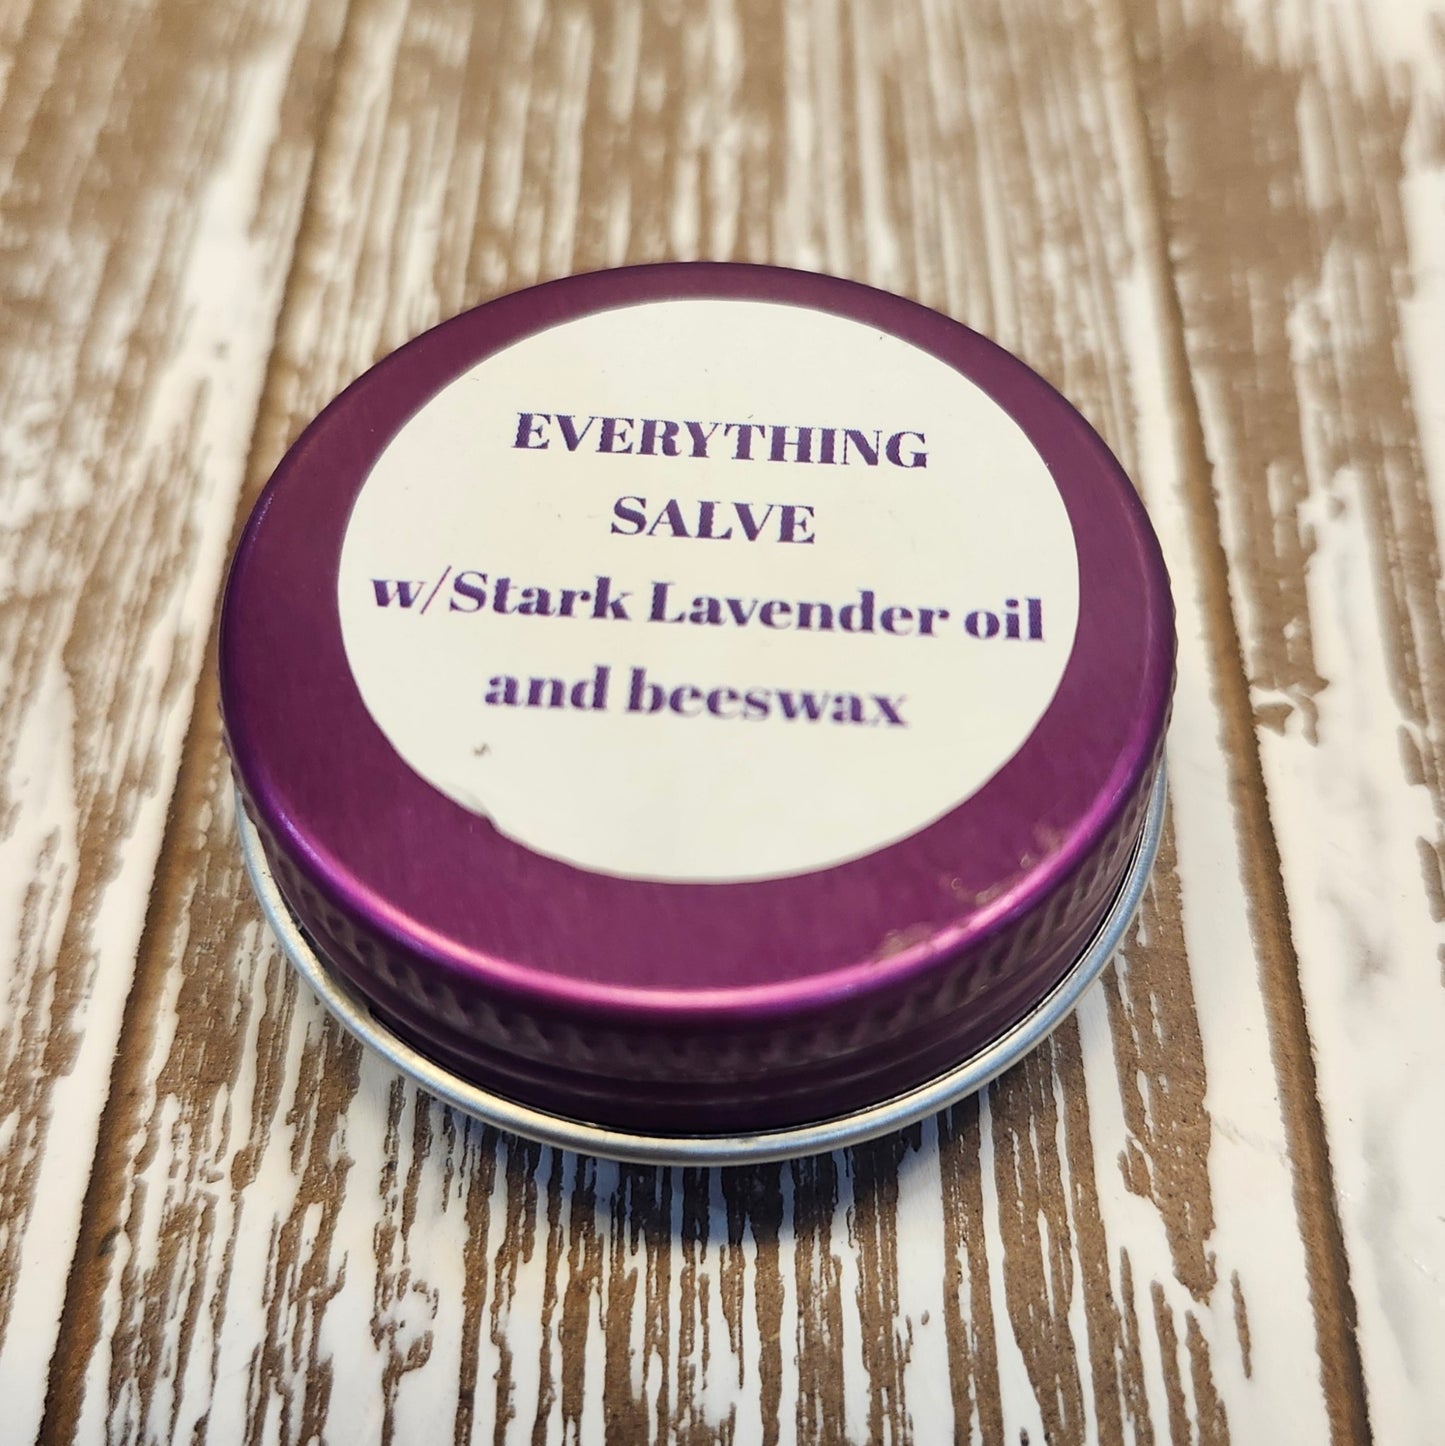 EVERYTHING
SALVE
w/Stark Lavender oil
and beeswax